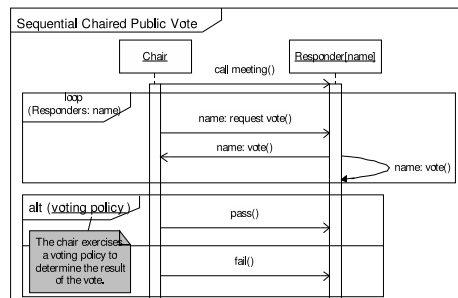 Sequential Chaired Public Vote
Chair
Responder[name]
call meeting()
loop
(Responders: name)
name: request vote()
name: vote()
name: vote()
alt (voting policy)
pass()
The chair exercises
a voting policy to
determine the result
of the vote.
fail()